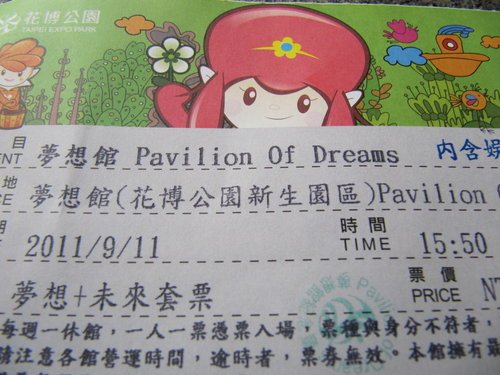 花博公園
TAIPEI EXPO PARK
目 夢想館 Pavilion Of Dreams 內含
ENT
地 夢想館(花博公園新生園區)Pavilion
CE
期 2011/9/11 時間 TIME 15:50
夢想+未來套票 票價 PRICE NT
每週一休館，一人一票憑票入場，票種與身分不符者，
請注意各館營運時間，逾時者，票券無效。本館擁有最